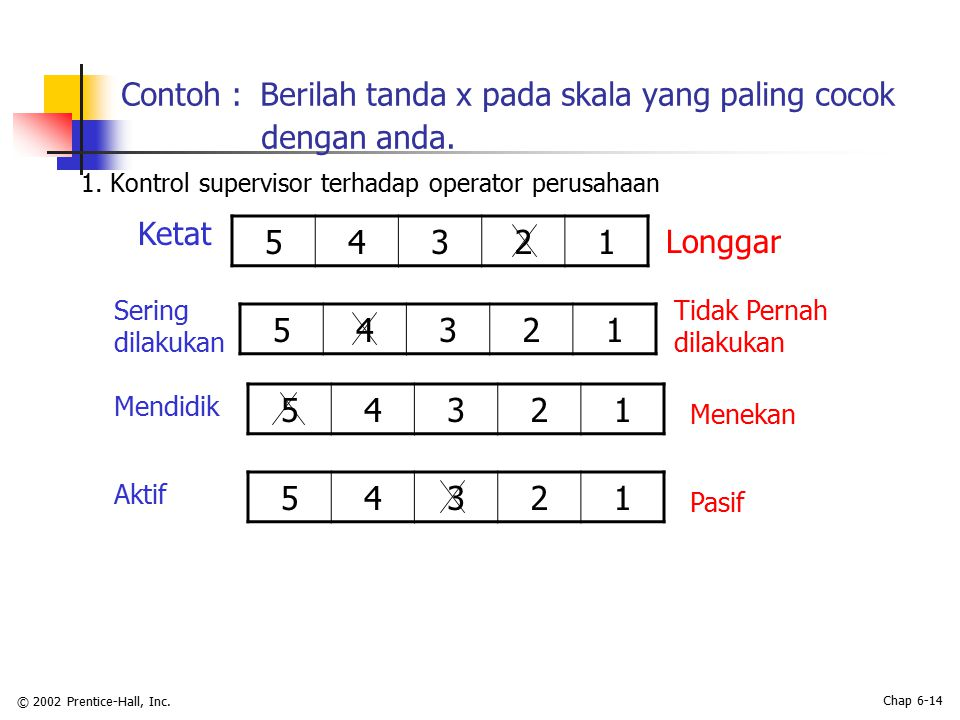 Contoh : Berilah tanda x pada skala yang paling cocok
dengan anda.
1. Kontrol supervisor terhadap operator perusahaan
Ketat 5 4 3 2 1 Longgar
Sering dilakukan 5 4 3 2 1 Tidak Pernah dilakukan
Mendidik 5 4 3 2 1 Menekan
Aktif 5 4 3 2 1 Pasif
© 2002 Prentice-Hall, Inc. Chap 6-14